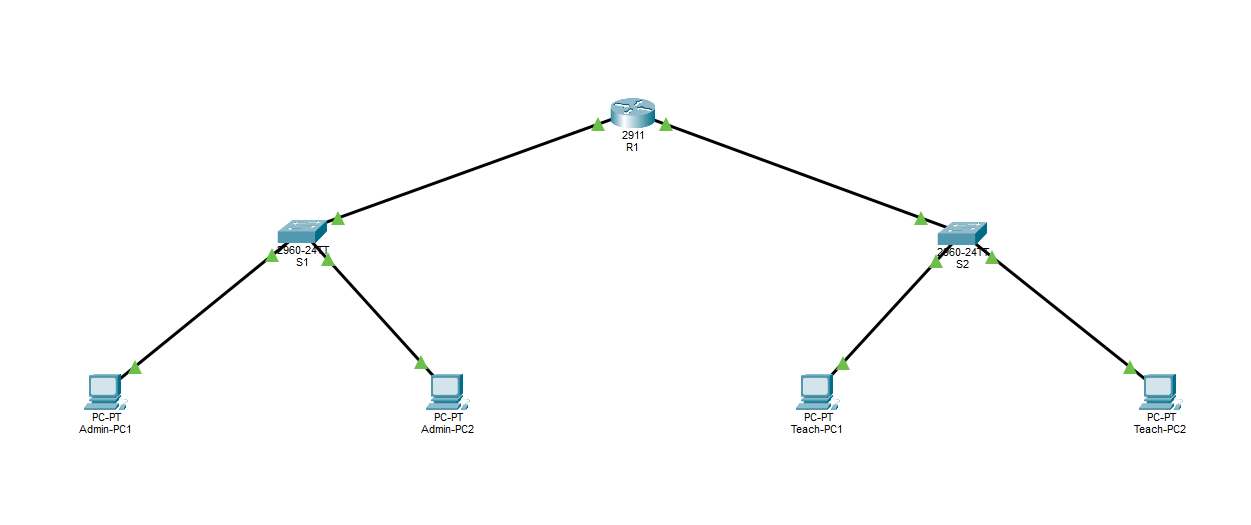 2911
R1
2960-24TT
S1
2960-24TT
S2
PC-PT
Admin-PC1
PC-PT
Admin-PC2
PC-PT
Teach-PC1
PC-PT
Teach-PC2